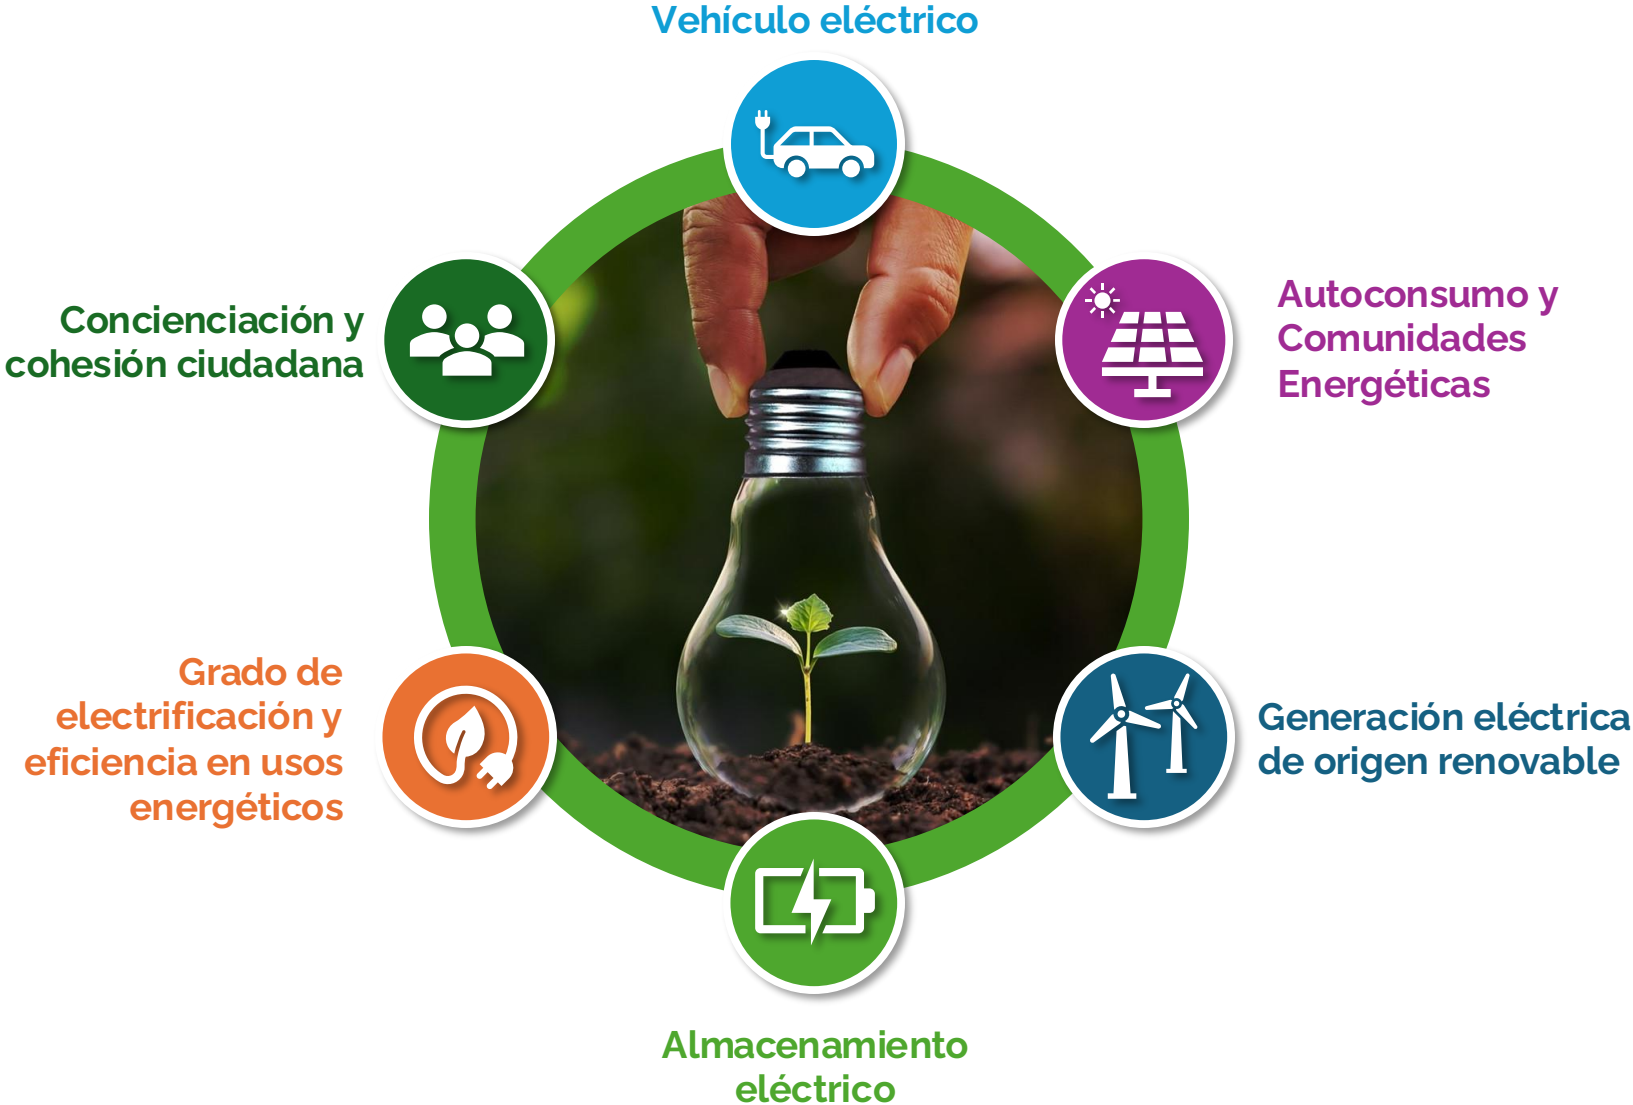 Vehículo eléctrico
Autoconsumo y
Comunidades
Energéticas
Generación eléctrica
de origen renovable
Almacenamiento
eléctrico
Grado de
electrificación y
eficiencia en usos
energéticos
Concienciación y
cohesión ciudadana